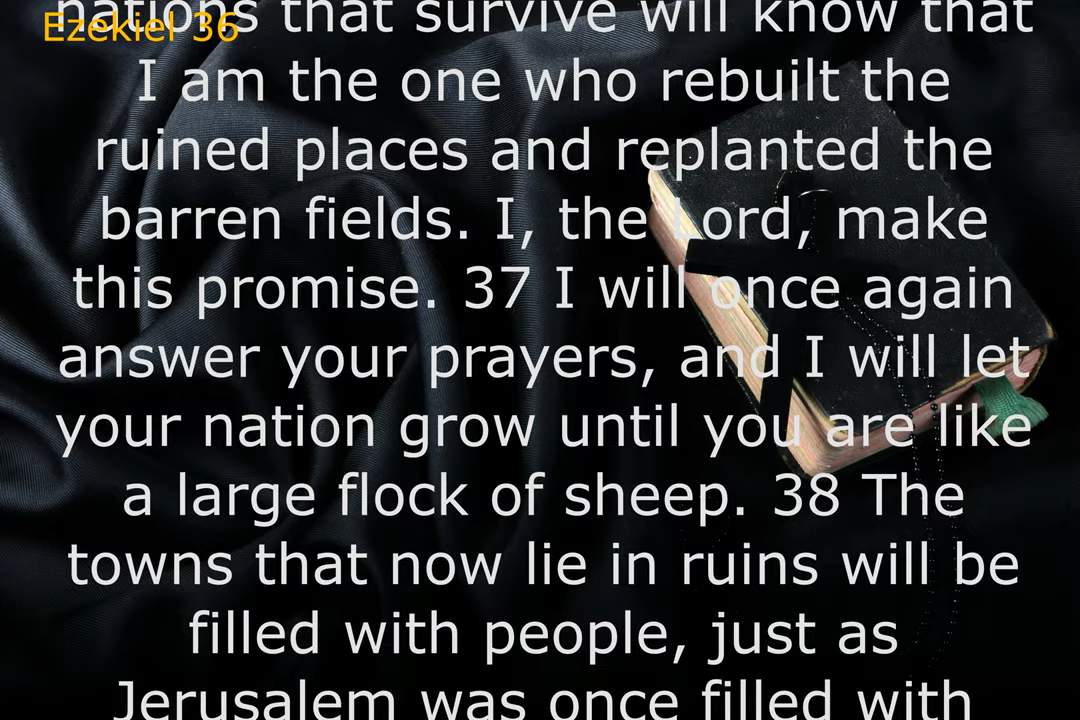 nations that survive will know that
Ezekiel 36
I am the one who rebuilt the
ruined places and replanted the
barren fields. I, the Lord, make
this promise. 37 I will once again
answer your prayers, and I will let
your nation grow until you are like
a large flock of sheep. 38 The
towns that now lie in ruins will be
filled with people, just as
Jerusalem was once filled with